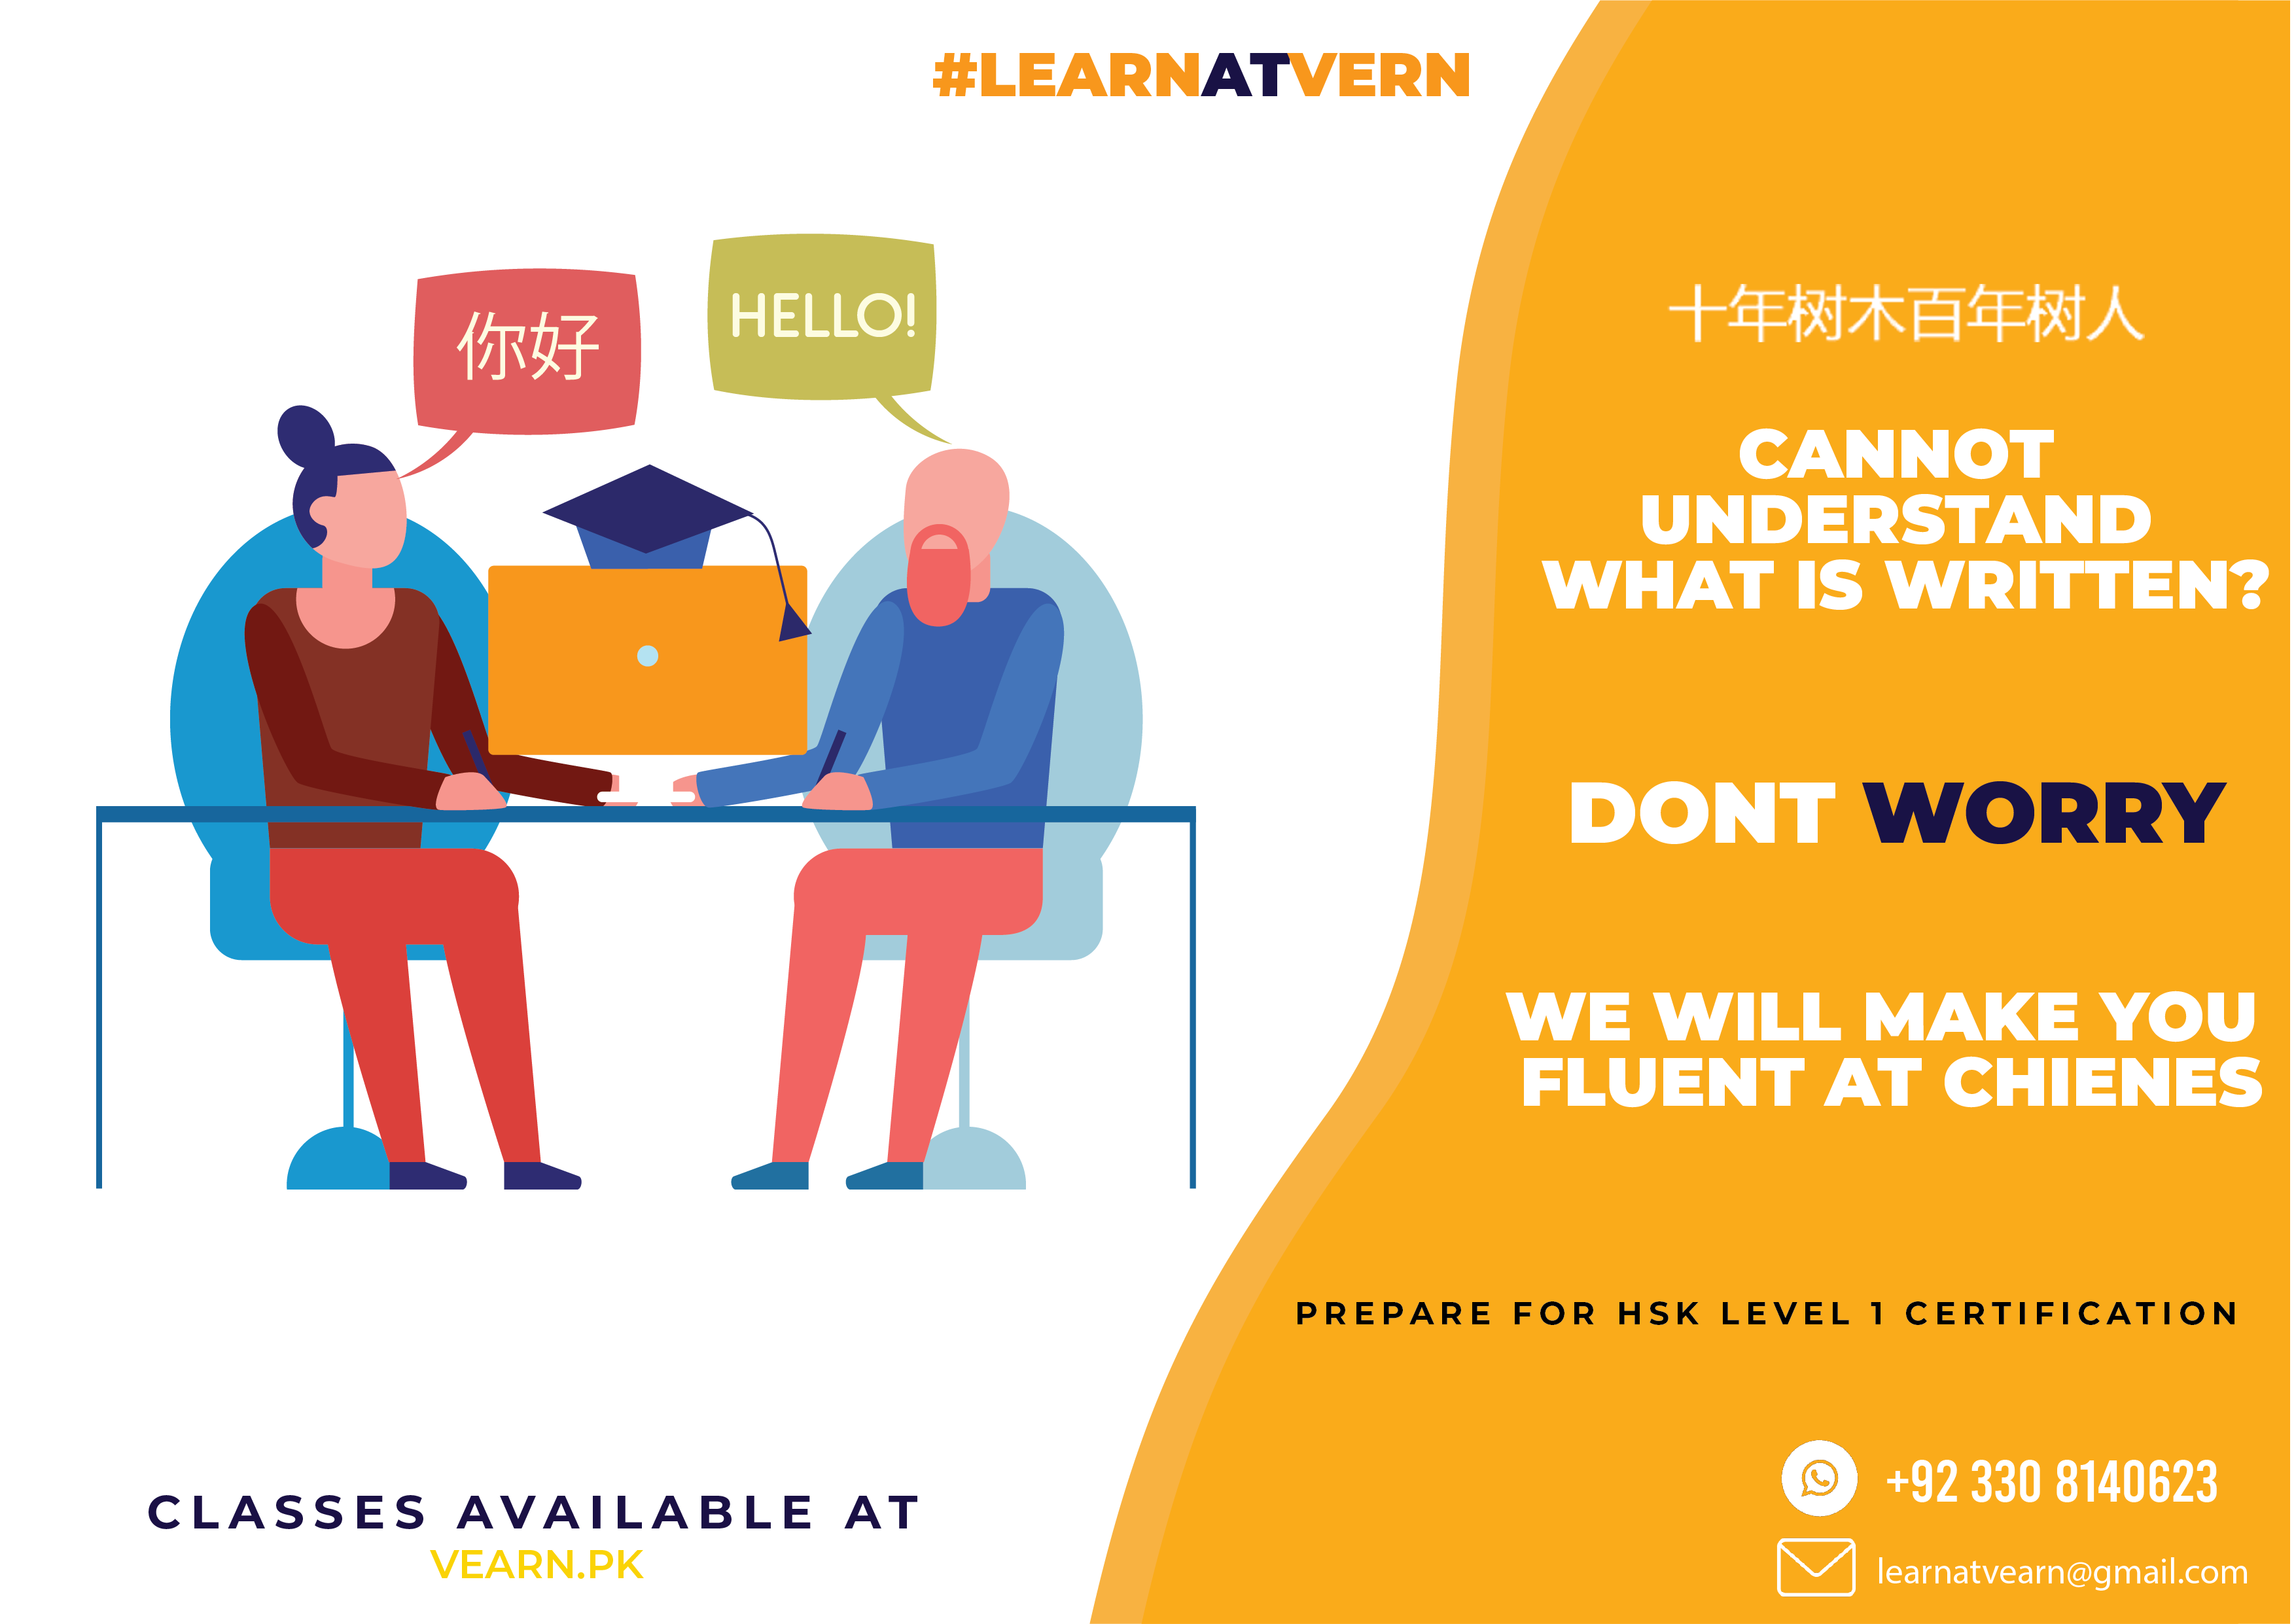 #LEARNATVERN
你好
HELLO!
十年树木百年树人
CANNOT
UNDERSTAND
WHAT IS WRITTEN?
DONT WORRY
WE WILL MAKE YOU
FLUENT AT CHIENES
PREPARE FOR HSK LEVEL 1 CERTIFICATION
+92 330 8140623
learnatvearn@gmail.com
CLASSES AVAILABLE AT
VEARN.PK